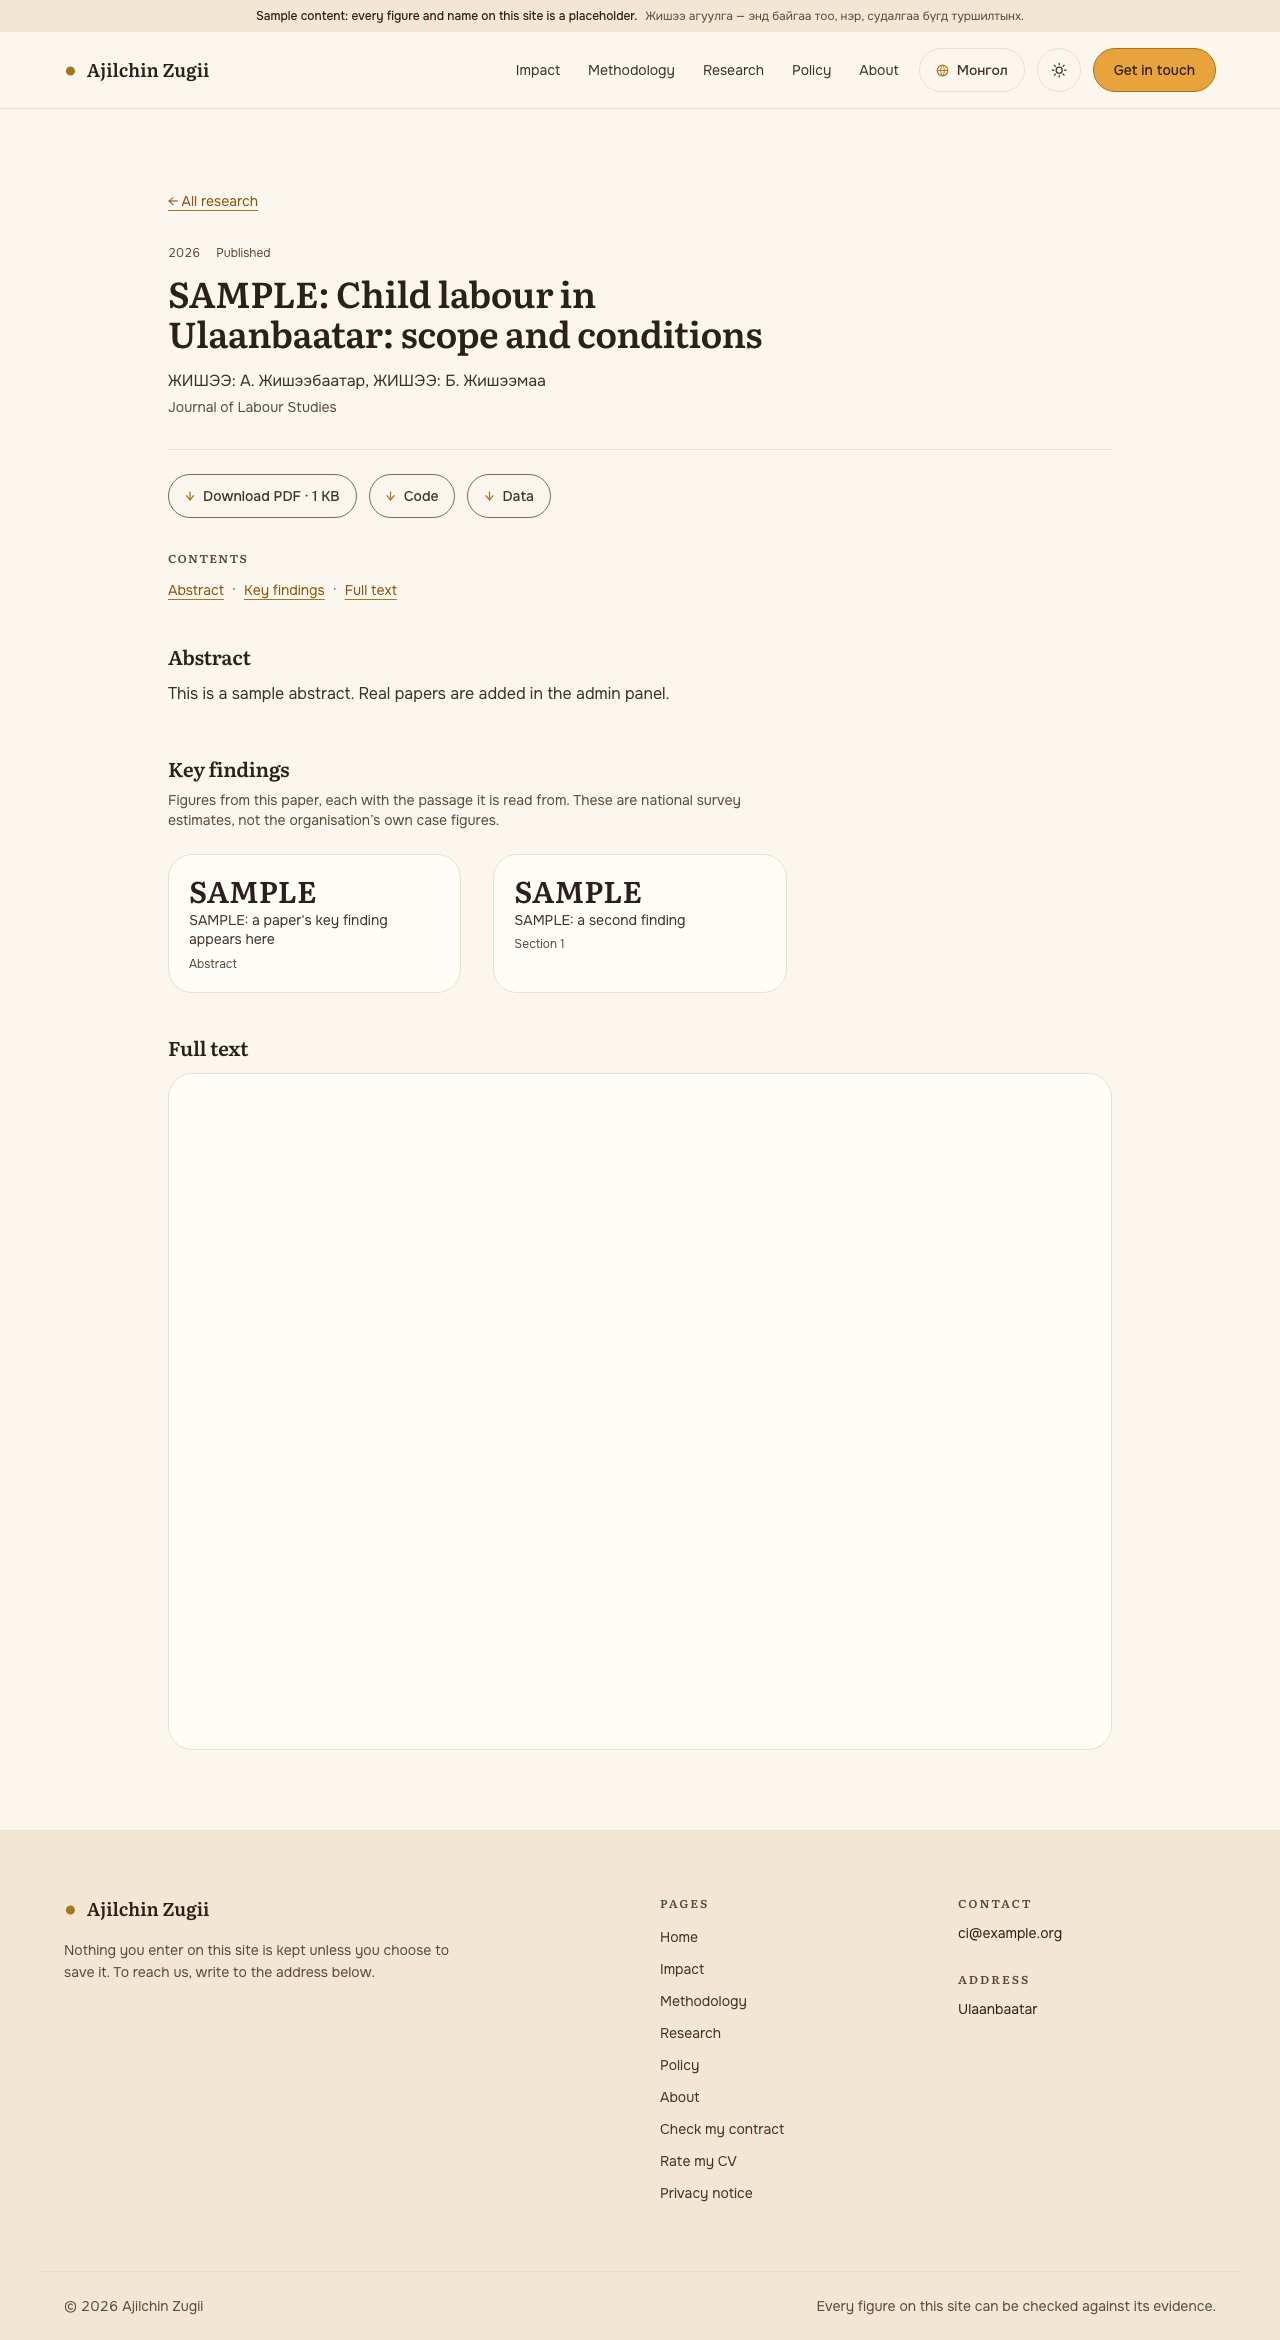 Sample content: every figure and name on this site is a placeholder. Жишээ агуулга — энд байгаа тоо, нэр, судалгаа бүгд туршилтынх.
Ajilchin Zugii
Impact Methodology Research Policy About Монгол Get in touch
← All research
2026 Published
SAMPLE: Child labour in
Ulaanbaatar: scope and conditions
ЖИШЭЭ: А. Жишээбаатар, ЖИШЭЭ: Б. Жишээмаа
Journal of Labour Studies
↓ Download PDF · 1 KB ↓ Code ↓ Data
CONTENTS
Abstract · Key findings · Full text
Abstract
This is a sample abstract. Real papers are added in the admin panel.
Key findings
Figures from this paper, each with the passage it is read from. These are national survey
estimates, not the organisation's own case figures.
SAMPLE
SAMPLE: a paper's key finding
appears here
Abstract
SAMPLE
SAMPLE: a second finding
Section 1
Full text
Ajilchin Zugii
Nothing you enter on this site is kept unless you choose to
save it. To reach us, write to the address below.
PAGES
Home
Impact
Methodology
Research
Policy
About
Check my contract
Rate my CV
Privacy notice
CONTACT
ci@example.org
ADDRESS
Ulaanbaatar
© 2026 Ajilchin Zugii
Every figure on this site can be checked against its evidence.